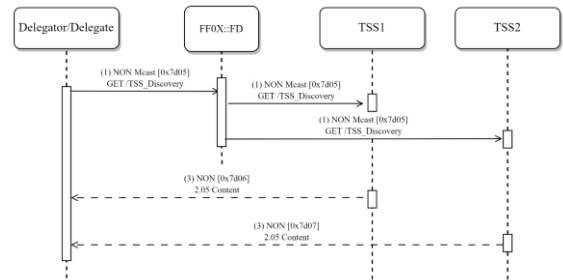 Delegator/Delegate
FF0X::FD
TSS1
TSS2
(1) NON Mcast [0x7d05]
GET /TSS_Discovery
(1) NON Mcast [0x7d05]
GET /TSS_Discovery
(1) NON Mcast [0x7d05]
GET /TSS_Discovery
(3) NON [0x7d06]
2.05 Content
(3) NON [0x7d07]
2.05 Content